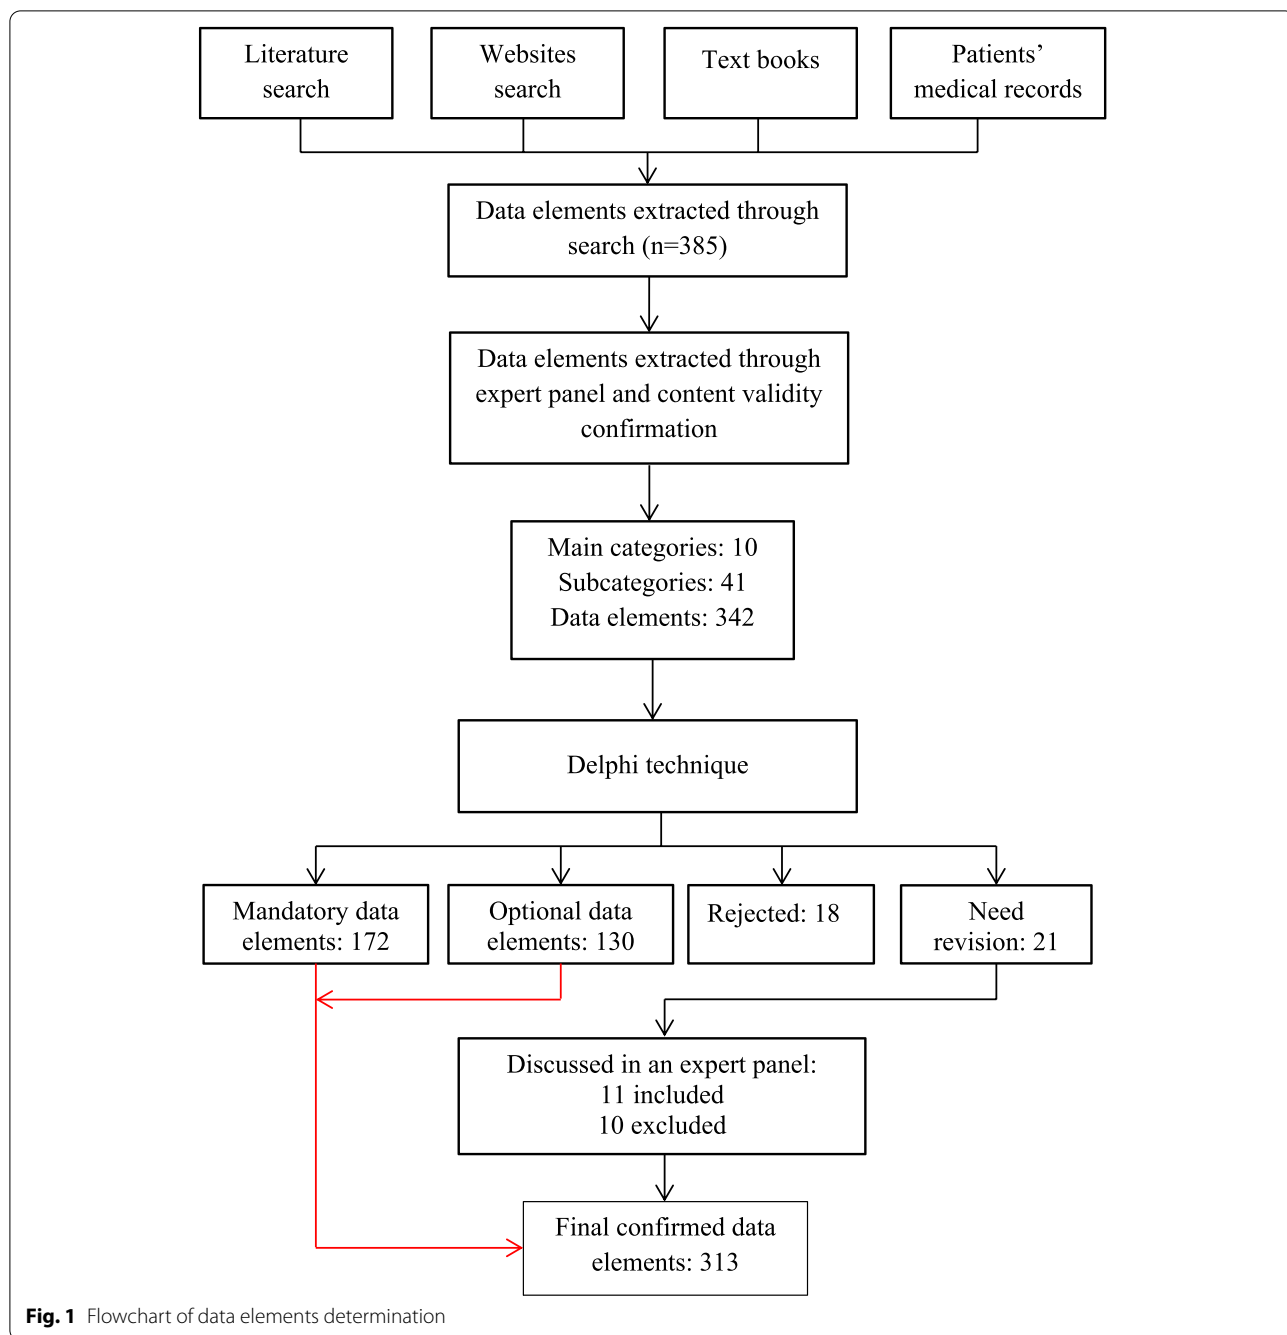 Literature
search
Websites
search
Text books
Patients’
medical records
Data elements extracted through
search (n=385)
Data elements extracted through
expert panel and content validity
confirmation
Main categories: 10
Subcategories: 41
Data elements: 342
Delphi technique
Mandatory data
elements: 172
Optional data
elements: 130
Rejected: 18
Need
revision: 21
Discussed in an expert panel:
11 included
10 excluded
Final confirmed data
elements: 313
Fig. 1 Flowchart of data elements determination